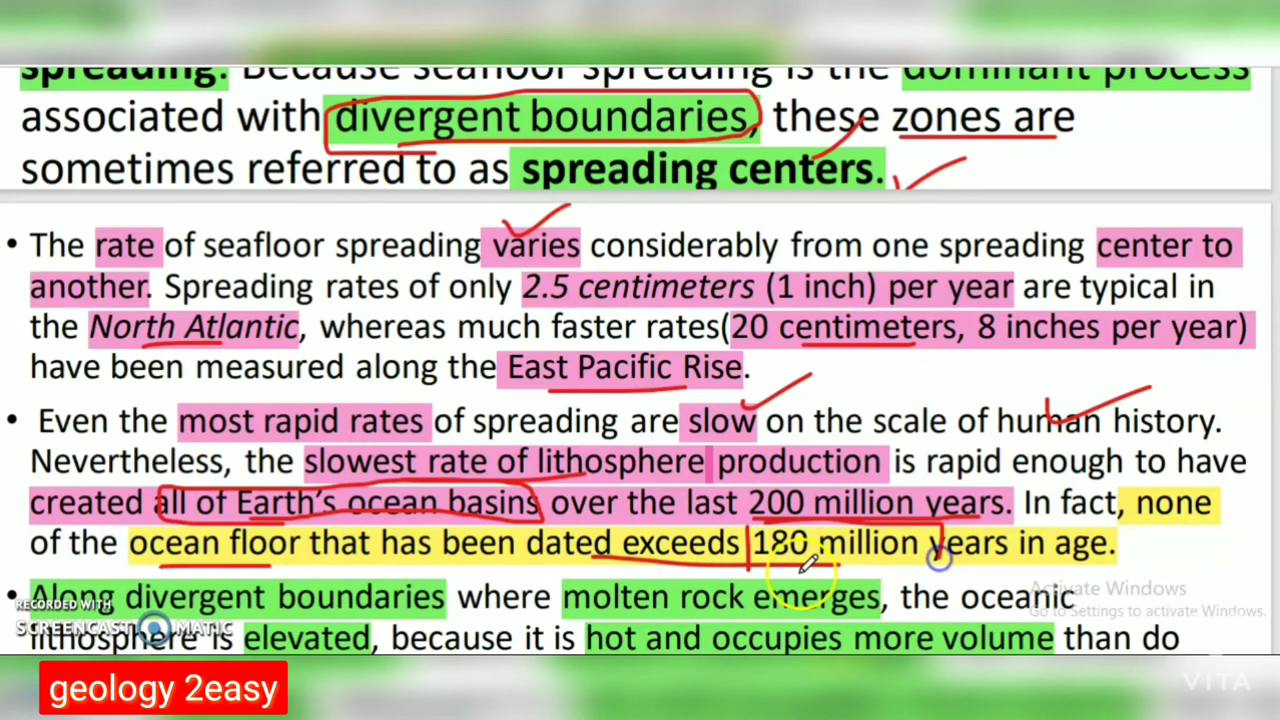 spreading. Because seafloor spreading is the dominant process
associated with divergent boundaries, these zones are
sometimes referred to as spreading centers.
• The rate of seafloor spreading varies considerably from one spreading center to
another. Spreading rates of only 2.5 centimeters (1 inch) per year are typical in
the North Atlantic, whereas much faster rates(20 centimeters, 8 inches per year)
have been measured along the East Pacific Rise.
• Even the most rapid rates of spreading are slow on the scale of human history.
Nevertheless, the slowest rate of lithosphere production is rapid enough to have
created all of Earth's ocean basins over the last 200 million years. In fact, none
of the ocean floor that has been dated exceeds 180 million years in age.
• Along divergent boundaries where molten rock emerges, the oceanic
lithosphere is elevated, because it is hot and occupies more volume than do
Activate Windows
Go to Settings to activate Windows.
RECORDED WITH
SCREENCAST MATIC
geology 2easy
VITA